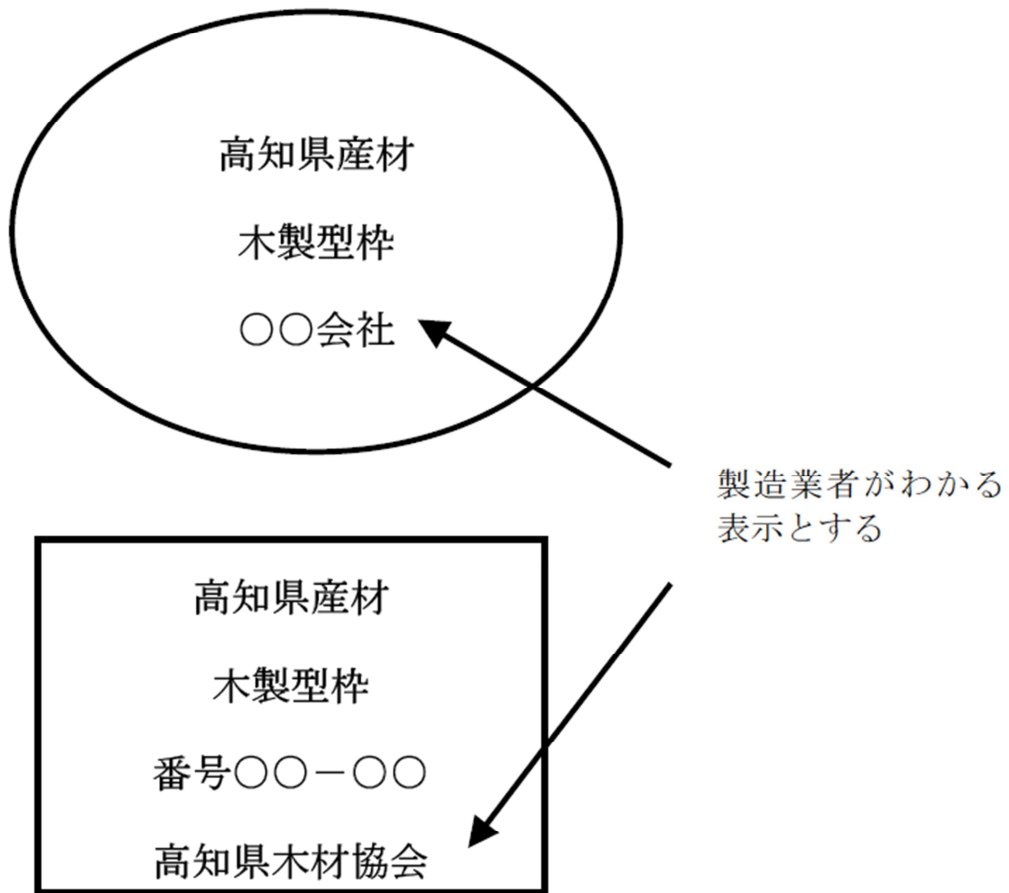 高知県産材
木製型枠
○○会社
製造業者がわかる
表示とする
高知県産材
木製型枠
番号○○－○○
高知県木材協会